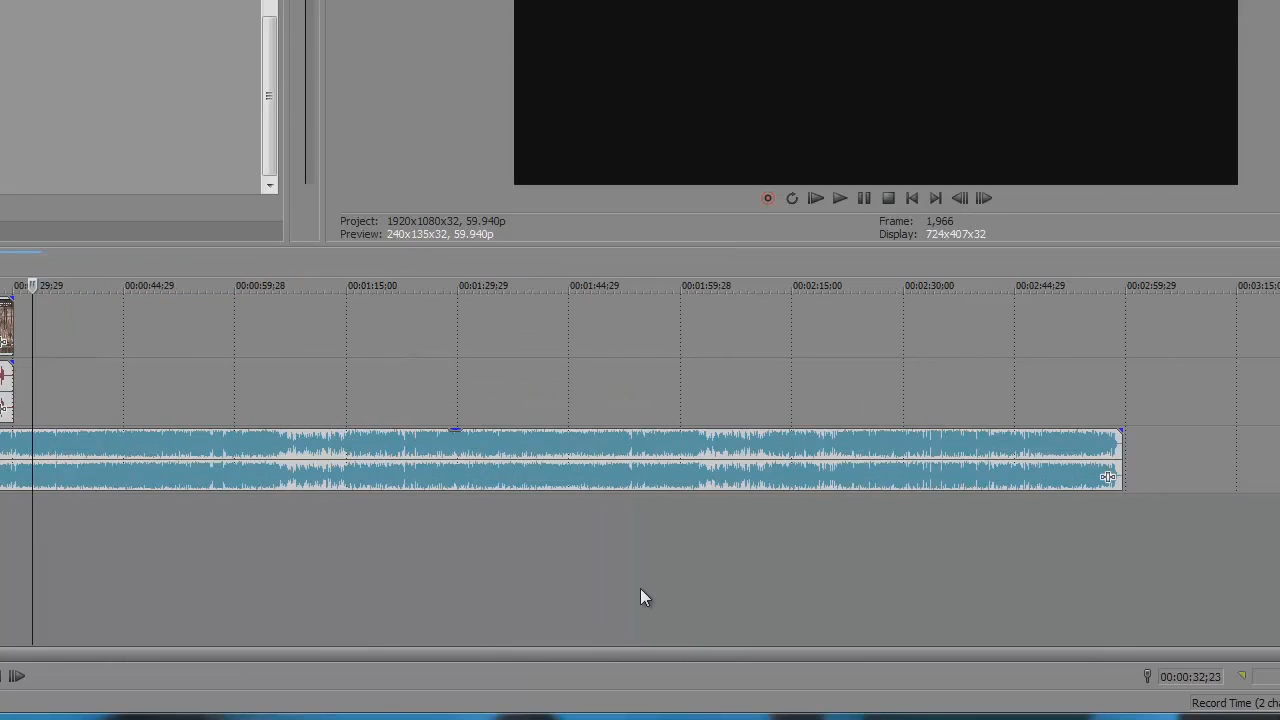 Project: 1920x1080x32, 59.940p Frame: 1,966
Preview: 240x135x32, 59.940p Display: 724x407x32
00: 29:29 00:00:44;29 00:00:59;28 00:01:15;00 00:01:29;29 00:01:44;29 00:01:59;28 00:02:15;00 00:02:30;00 00:02:44;29 00:02:59;29 00:03:15;0
00:00:32;23
Record Time (2 cha